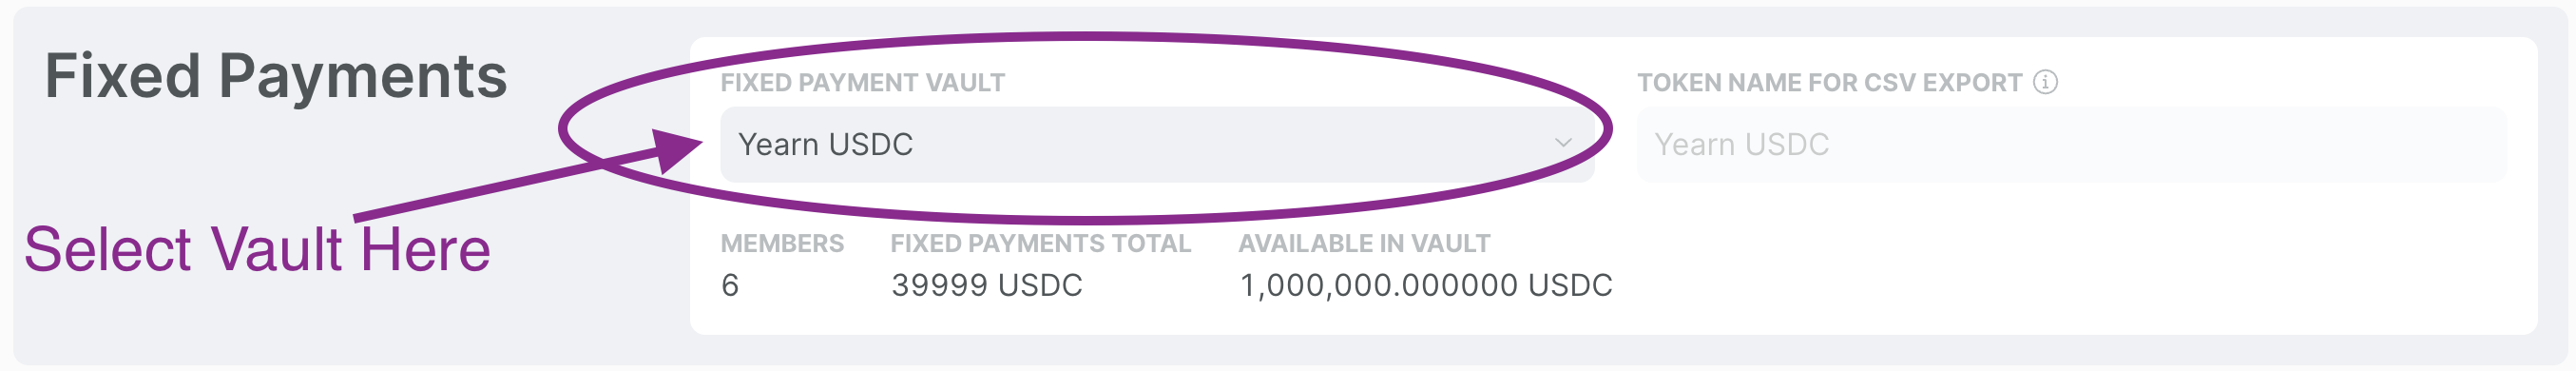 Fixed Payments
Select Vault Here
FIXED PAYMENT VAULT
Yearn USDC
TOKEN NAME FOR CSV EXPORT
Yearn USDC
MEMBERS
6
FIXED PAYMENTS TOTAL
39999 USDC
AVAILABLE IN VAULT
1,000,000.000000 USDC